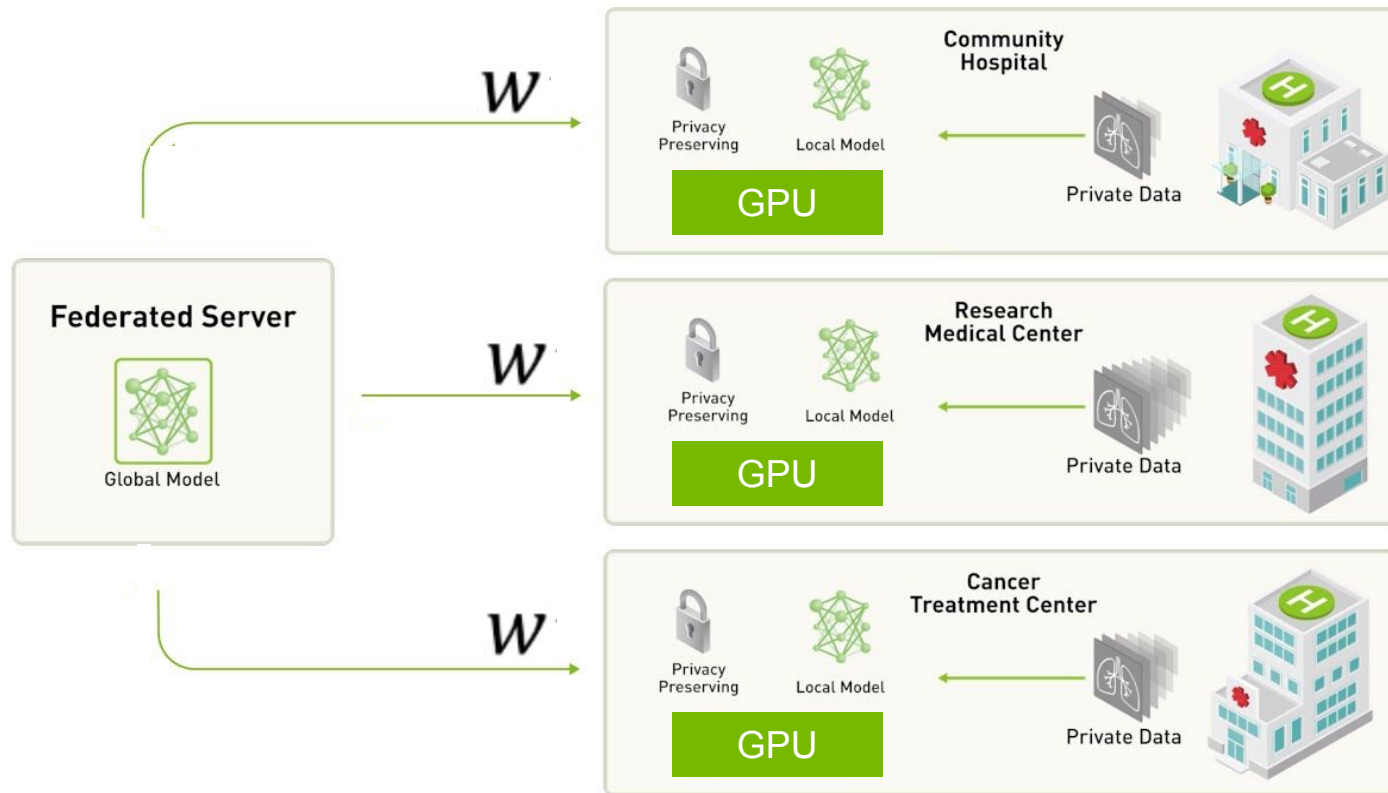 W
Community
Hospital
Privacy
Preserving
Local Model
GPU
Private Data
H
Federated Server
Global Model
W
Research
Medical Center
Privacy
Preserving
Local Model
GPU
Private Data
H
W
Cancer
Treatment Center
Privacy
Preserving
Local Model
GPU
Private Data
H